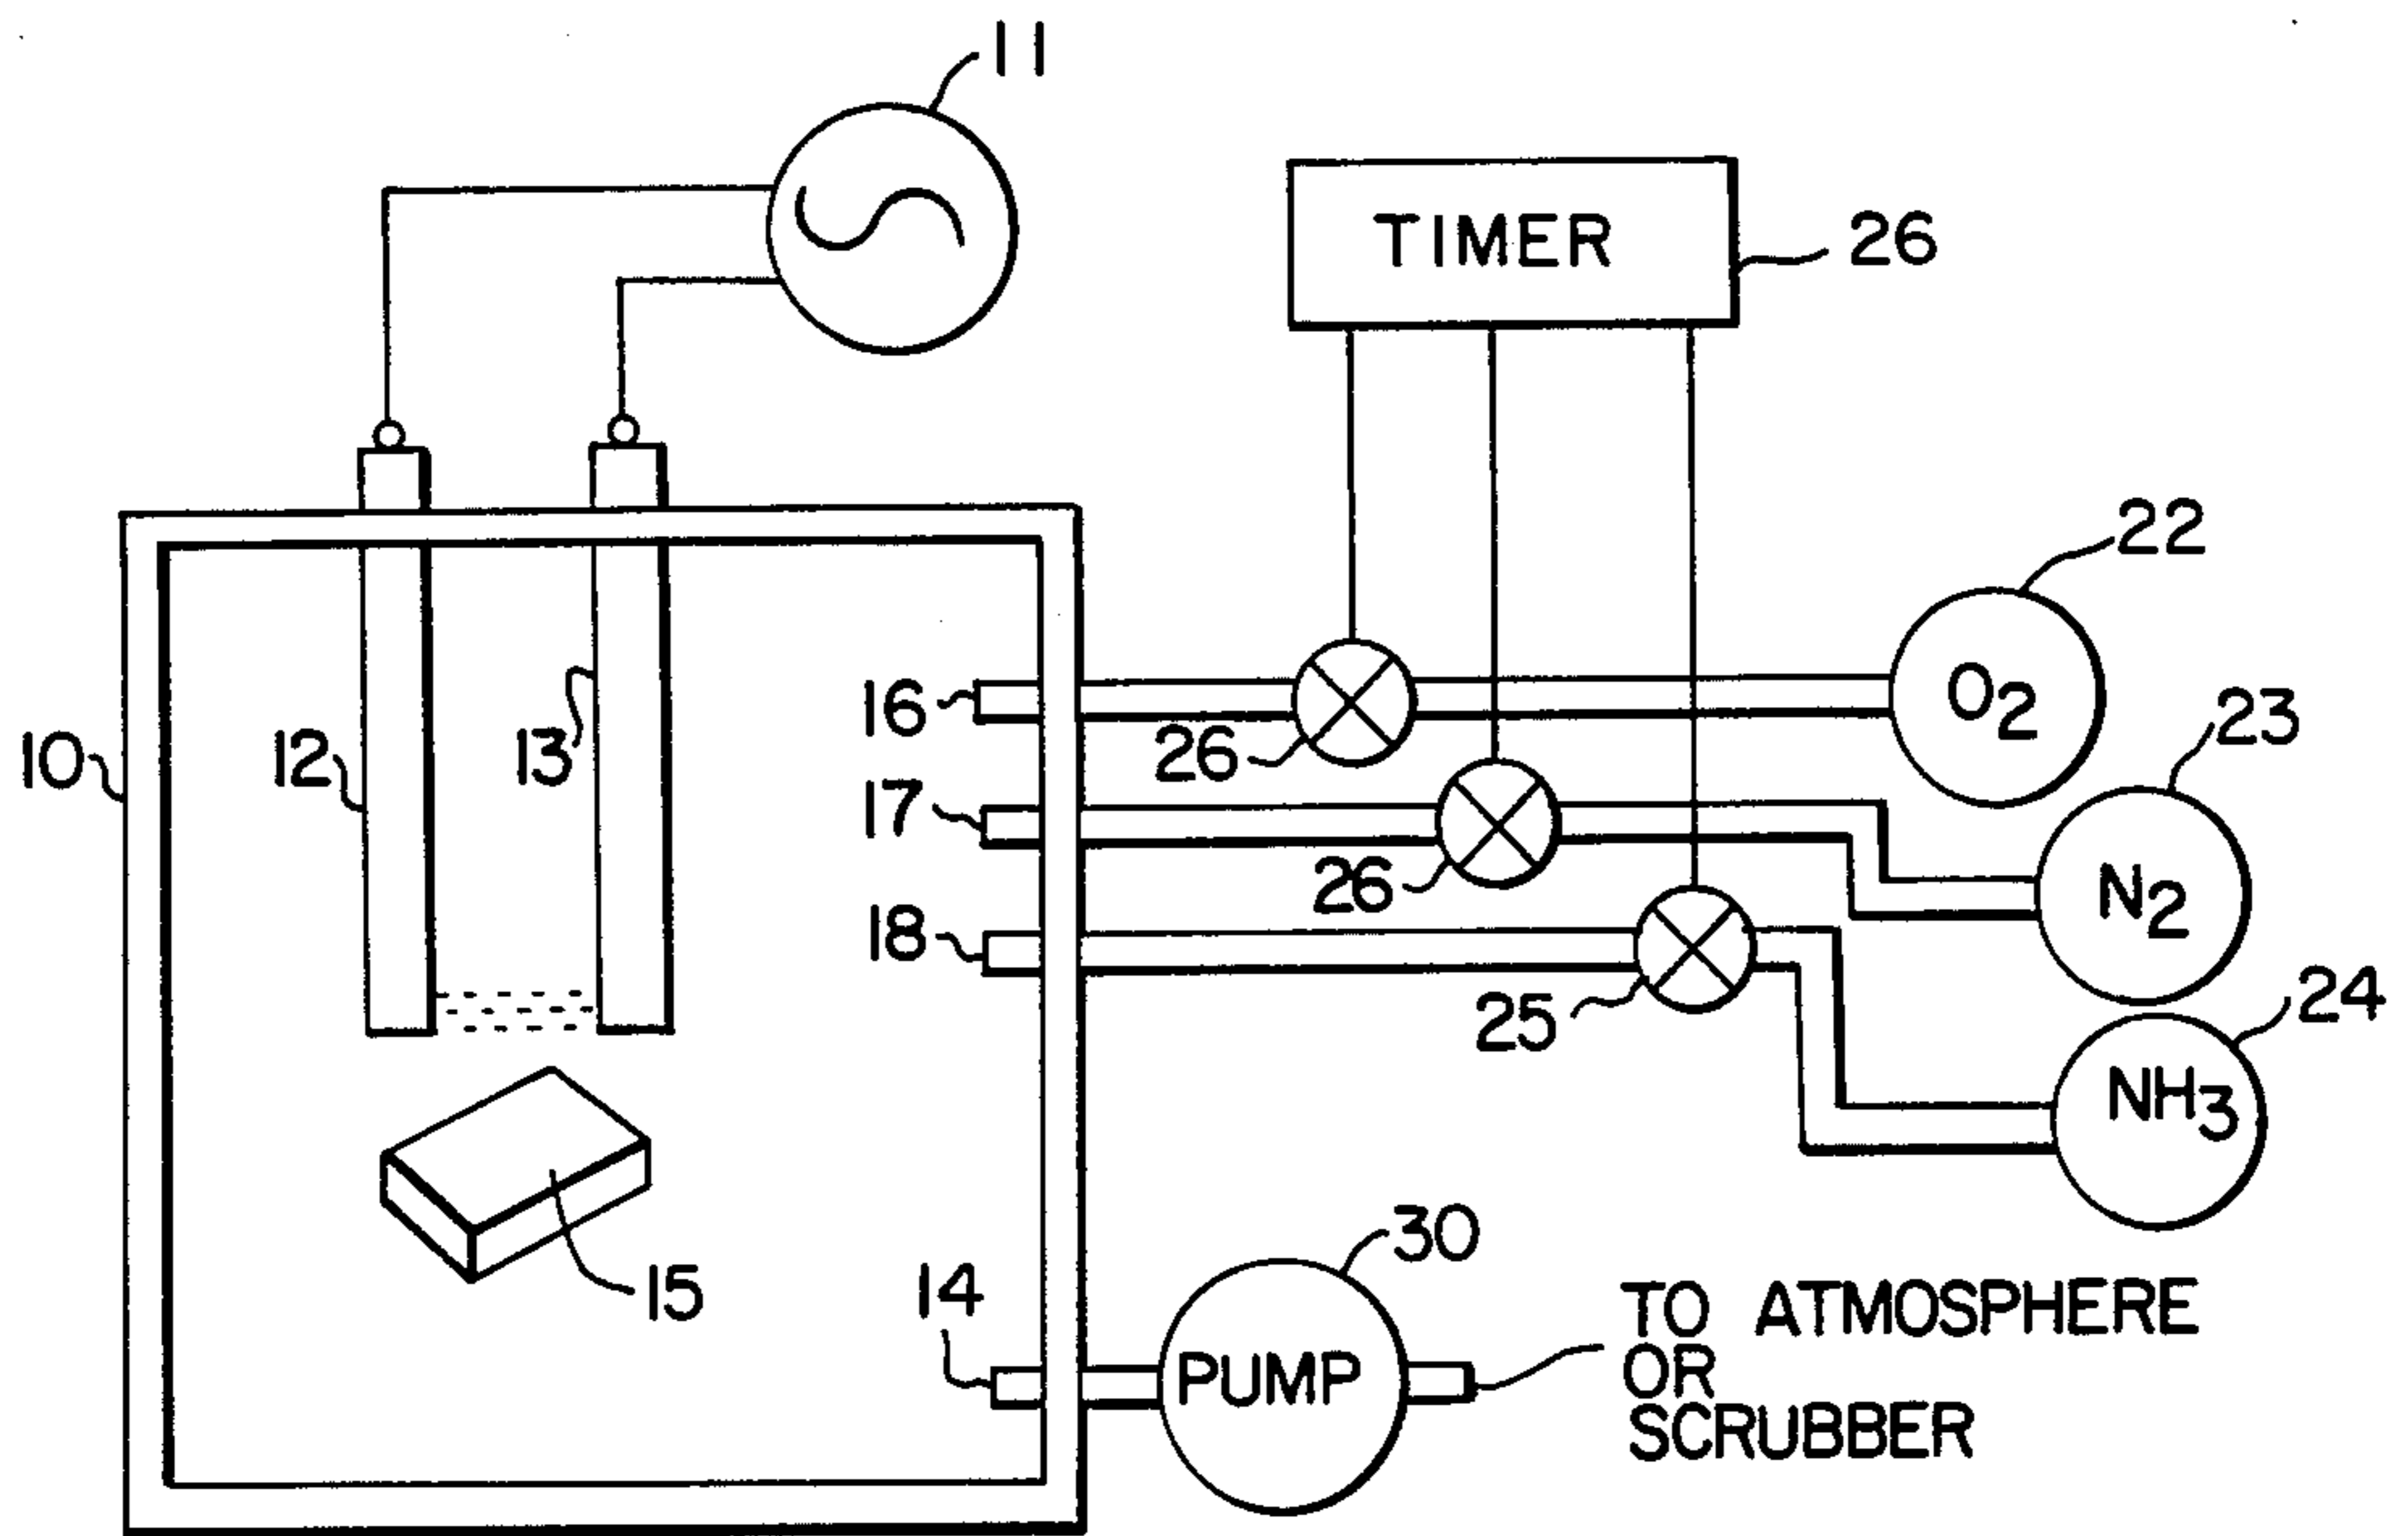 11
TIMER
26
22
O2
16
26
23
10
12
13
17
N2
26
18
24
25
NH3
30
15
14
PUMP
TO ATMOSPHERE
OR
SCRUBBER